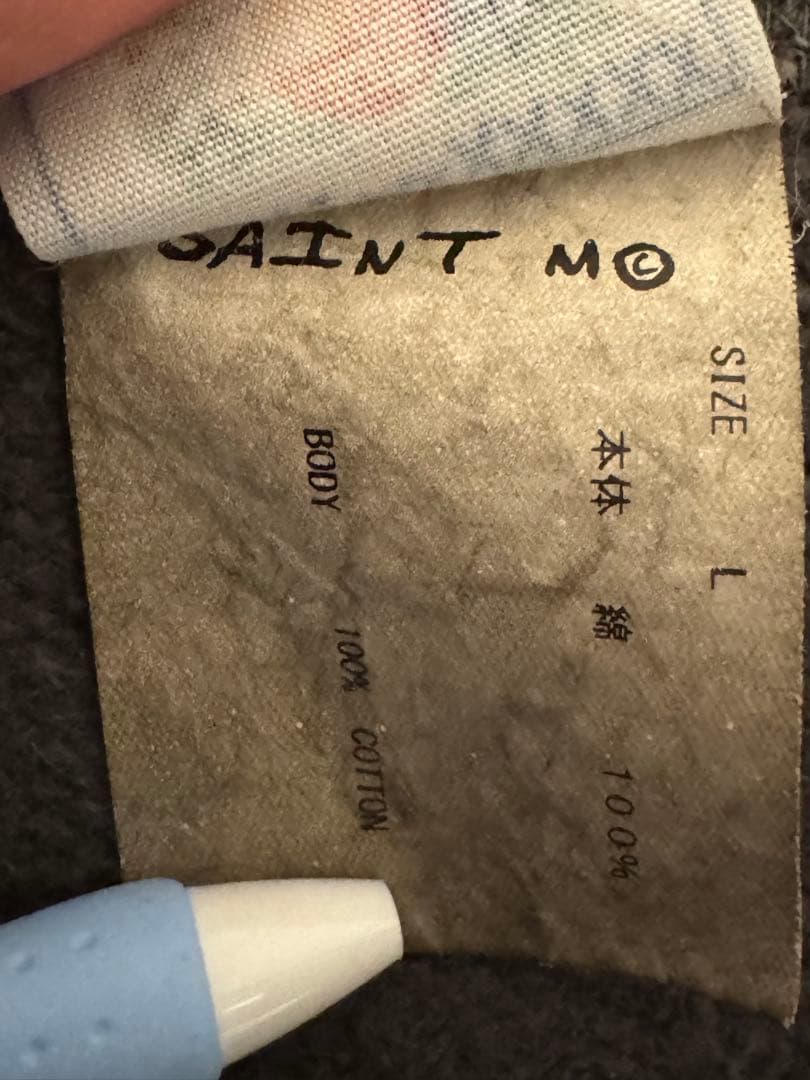 SAINT M©
SIZE L
本体 綿 100%
BODY 100% COTTON